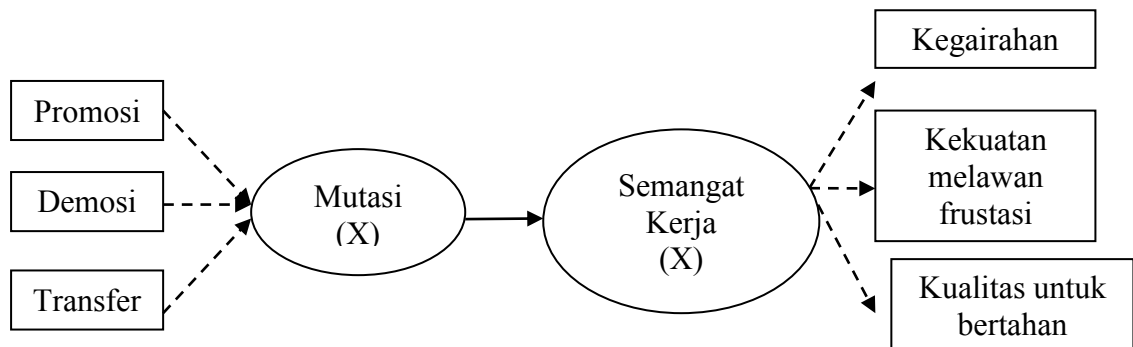 Promosi
Demosi
Transfer
Mutasi
(X)
Semangat
Kerja
(X)
Kegairahan
Kekuatan
melawan
frustasi
Kualitas untuk
bertahan